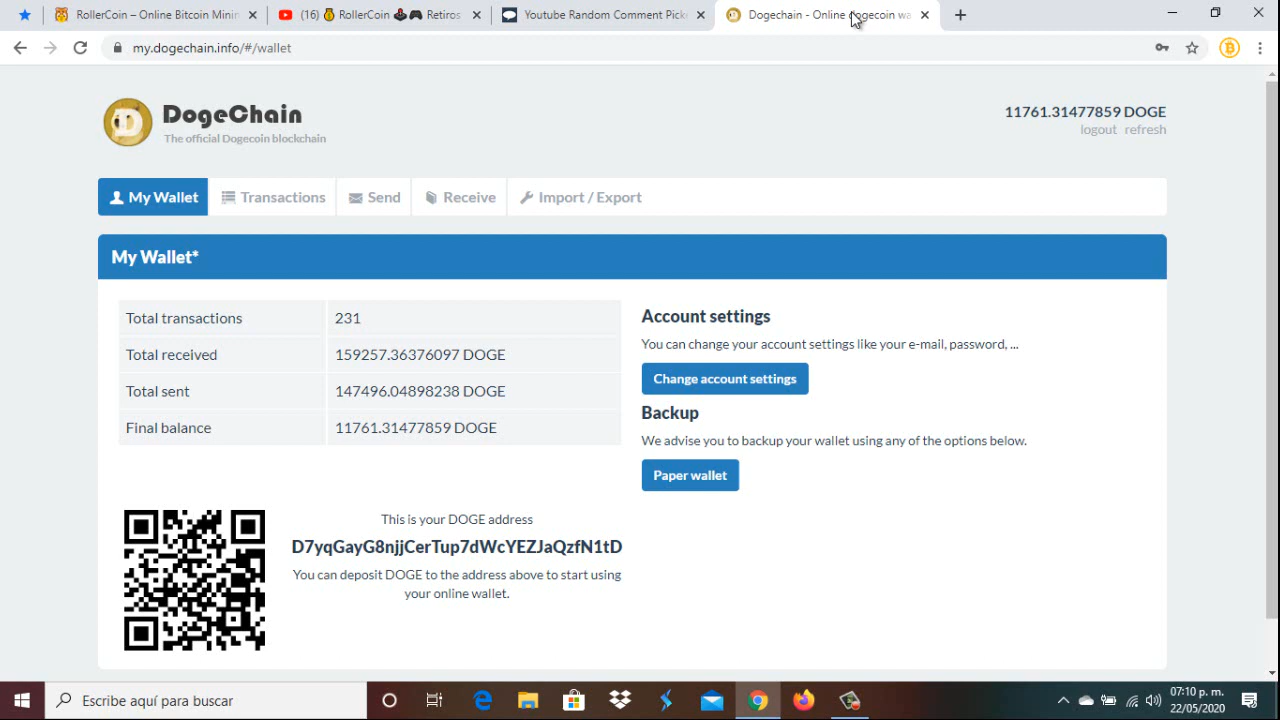 RollerCoin – Online Bitcoin Minin
(16) 💰 RollerCoin 🕹️🎮 Retiros
Youtube Random Comment Picke
Dogechain - Online dogecoin wa
my.dogechain.info/#/wallet
DogeChain
The official Dogecoin blockchain
11761.31477859 DOGE
logout refresh
My Wallet
Transactions
Send
Receive
Import / Export
My Wallet*
Total transactions 231
Total received 159257.36376097 DOGE
Total sent 147496.04898238 DOGE
Final balance 11761.31477859 DOGE
Account settings
You can change your account settings like your e-mail, password, ...
Change account settings
Backup
We advise you to backup your wallet using any of the options below.
Paper wallet
This is your DOGE address
D7yqGayG8njjCerTup7dWcYEZJaQzfN1tD
You can deposit DOGE to the address above to start using
your online wallet.
Escribe aquí para buscar
07:10 p. m.
22/05/2020